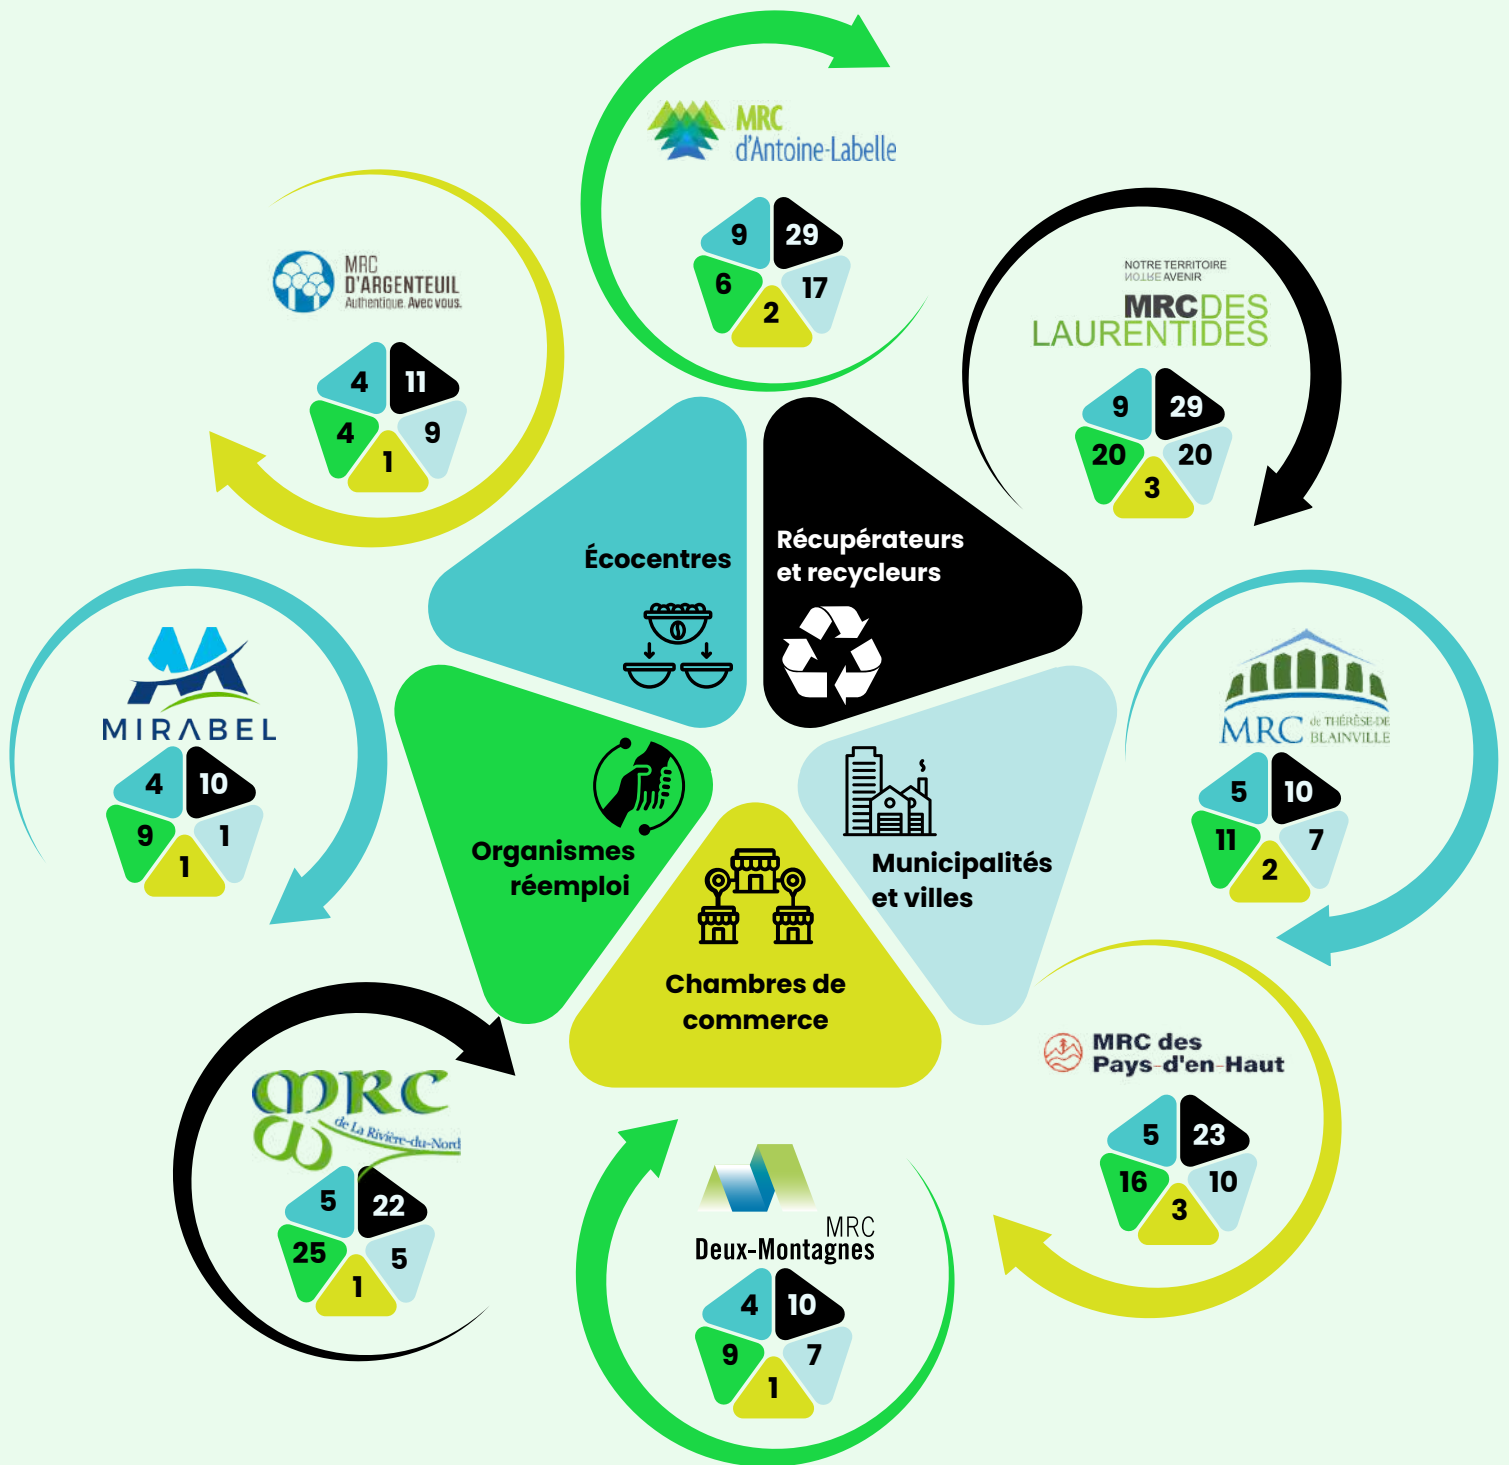 MRC
d'Antoine-Labelle
9
29
6
17
2
MRC
D'ARGENTEUIL
Authentique. Avec vous.
4
11
4
9
1
NOTRE TERRITOIRE
NOTRE AVENIR
MRC DES
LAURENTIDES
9
29
20
20
3
Écocentres
Récupérateurs
et recycleurs
Organismes
réemploi
Municipalités
et villes
Chambres de
commerce
MIRABEL
4
10
9
1
1
MRC de THÉRÈSE-DE
BLAINVILLE
5
10
11
7
2
MRC
de La Rivière-du-Nord
5
22
25
5
1
MRC
Deux-Montagnes
4
10
9
7
1
MRC des
Pays-d'en-Haut
5
23
16
10
3